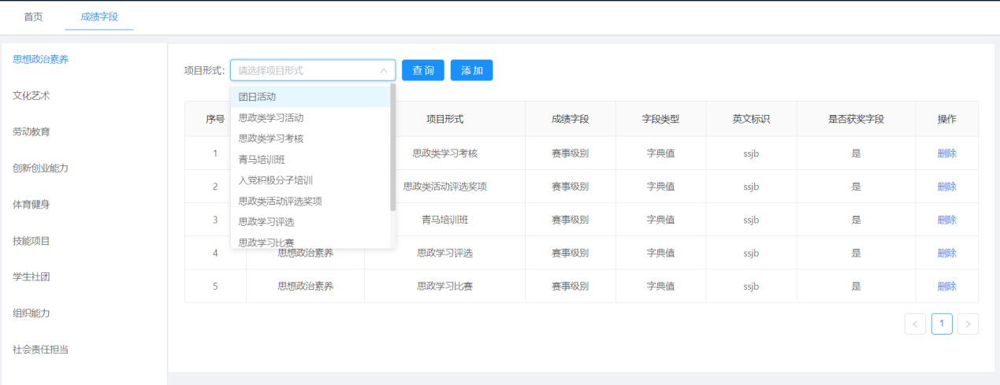 首页 成绩字段
思想政治素养
文化艺术
劳动教育
创新创业能力
体育健身
技能项目
学生社团
组织能力
社会责任担当
项目形式: 请选择项目形式 查询 添加
团日活动
思政类学习活动
思政类学习考核
青马培训班
入党积极分子培训
思政类活动评选奖项
思政学习评选
思政学习比赛
序号 项目形式 成绩字段 字段类型 英文标识 是否获奖字段 操作
1 思政类学习考核 赛事级别 字典值 ssjb 是 删除
2 思政类活动评选奖项 赛事级别 字典值 ssjb 是 删除
3 青马培训班 赛事级别 字典值 ssjb 是 删除
4 思想政治素养 思政学习评选 赛事级别 字典值 ssjb 是 删除
5 思想政治素养 思政学习比赛 赛事级别 字典值 ssjb 是 删除
< 1 >